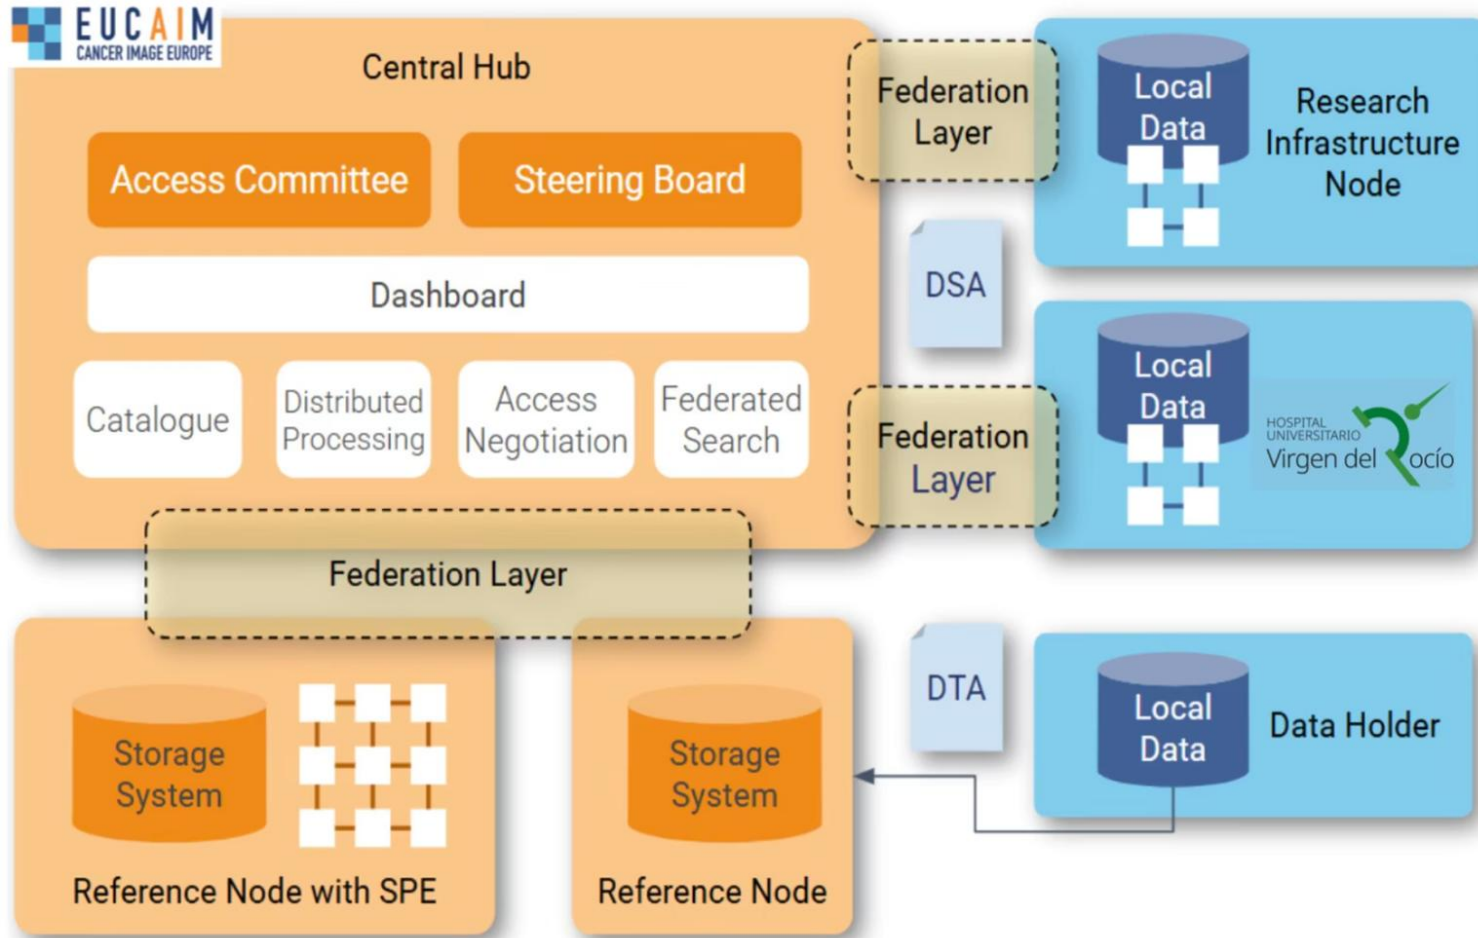 EUCAIM
CANCER IMAGE EUROPE
Central Hub
Access Committee
Steering Board
Dashboard
Catalogue
Distributed
Processing
Access
Negotiation
Federated
Search
Federation
Layer
Local
Data
Research
Infrastructure
Node
DSA
Federation
Layer
Local
Data
HOSPITAL
UNIVERSITARIO
Virgen del Rocío
Federation Layer
Storage
System
Reference Node with SPE
Storage
System
Reference Node
DTA
Local
Data
Data Holder